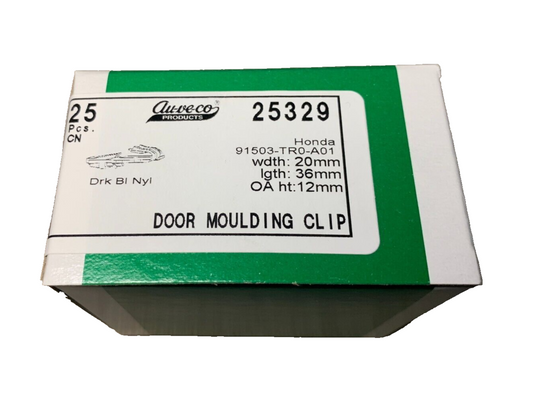 25
Pcs.
CN
Au-ve-co®
PRODUCTS
25329
Honda
91503-TR0-A01
wdth: 20mm
lgth: 36mm
OA ht:12mm
Drk Bl Nyl
DOOR MOULDING CLIP